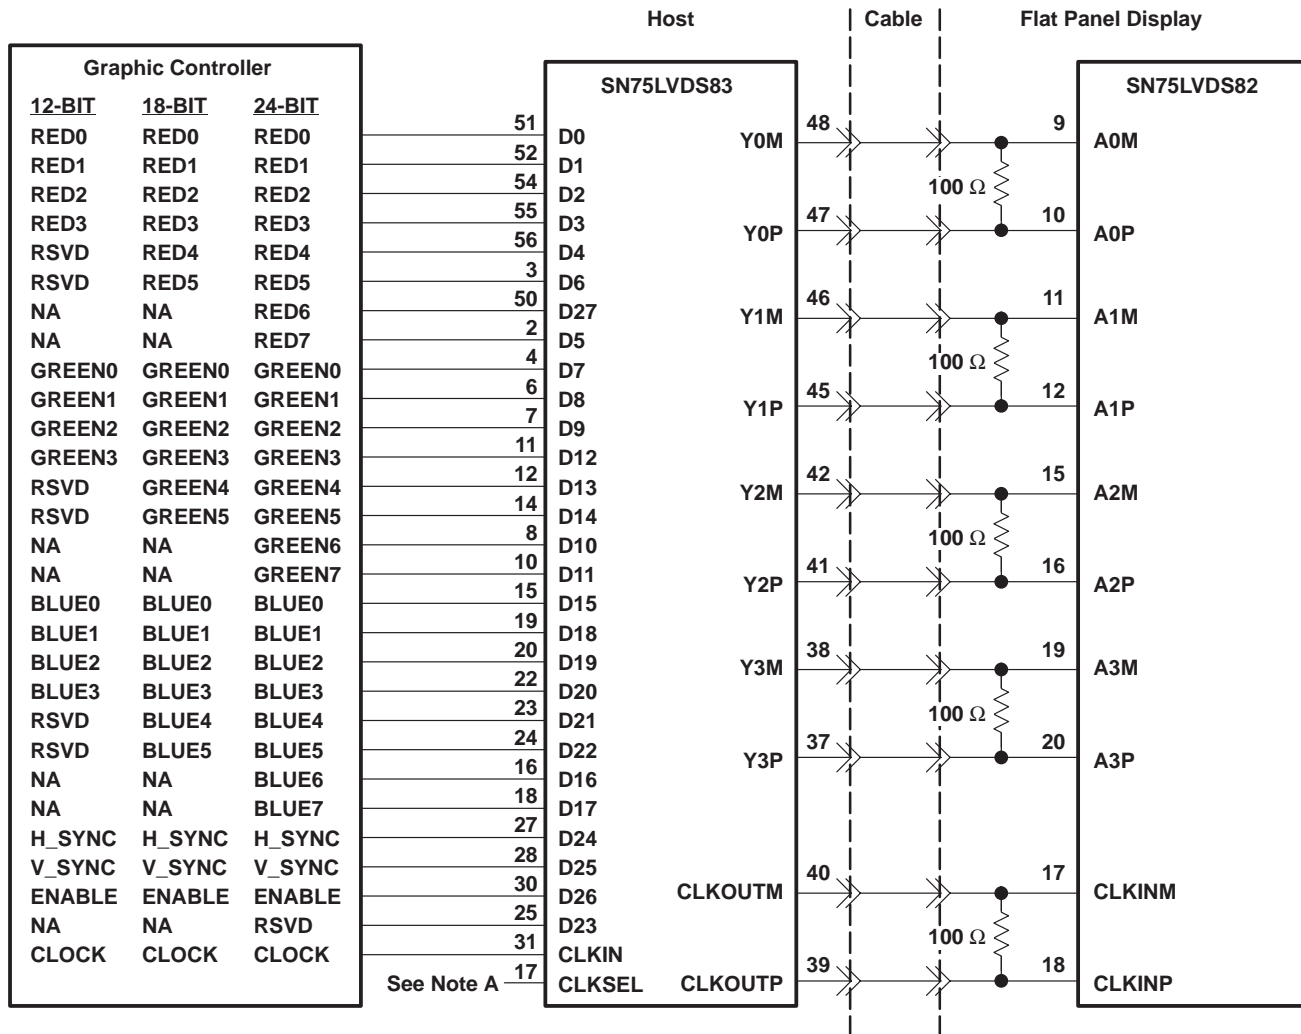 Host Cable Flat Panel Display
Graphic Controller SN75LVDS83 SN75LVDS82
12-BIT 18-BIT 24-BIT
RED0 RED0 RED0 51 D0
RED1 RED1 RED1 52 D1
RED2 RED2 RED2 54 D2
RED3 RED3 RED3 55 D3
RSVD RED4 RED4 56 D4
RSVD RED5 RED5 3 D6
NA NA RED6 50 D27
NA NA RED7 2 D5
GREEN0 GREEN0 GREEN0 4 D7
GREEN1 GREEN1 GREEN1 6 D8
GREEN2 GREEN2 GREEN2 7 D9
GREEN3 GREEN3 GREEN3 11 D12
RSVD GREEN4 GREEN4 12 D13
RSVD GREEN5 GREEN5 14 D14
NA NA GREEN6 8 D10
NA NA GREEN7 10 D11
BLUE0 BLUE0 BLUE0 15 D15
BLUE1 BLUE1 BLUE1 19 D18
BLUE2 BLUE2 BLUE2 20 D19
BLUE3 BLUE3 BLUE3 22 D20
RSVD BLUE4 BLUE4 23 D21
RSVD BLUE5 BLUE5 24 D22
NA NA BLUE6 16 D16
NA NA BLUE7 18 D17
H_SYNC H_SYNC H_SYNC 27 D24
V_SYNC V_SYNC V_SYNC 28 D25
ENABLE ENABLE ENABLE 30 D26
NA NA RSVD 25 D23
CLOCK CLOCK CLOCK 31 CLKIN
See Note A 17 CLKSEL
Y0M 48 9 A0M
100 Ω
Y0P 47 10 A0P
Y1M 46 11 A1M
100 Ω
Y1P 45 12 A1P
Y2M 42 15 A2M
100 Ω
Y2P 41 16 A2P
Y3M 38 19 A3M
100 Ω
Y3P 37 20 A3P
CLKOUTM 40 17 CLKINM
100 Ω
CLKOUTP 39 18 CLKINP